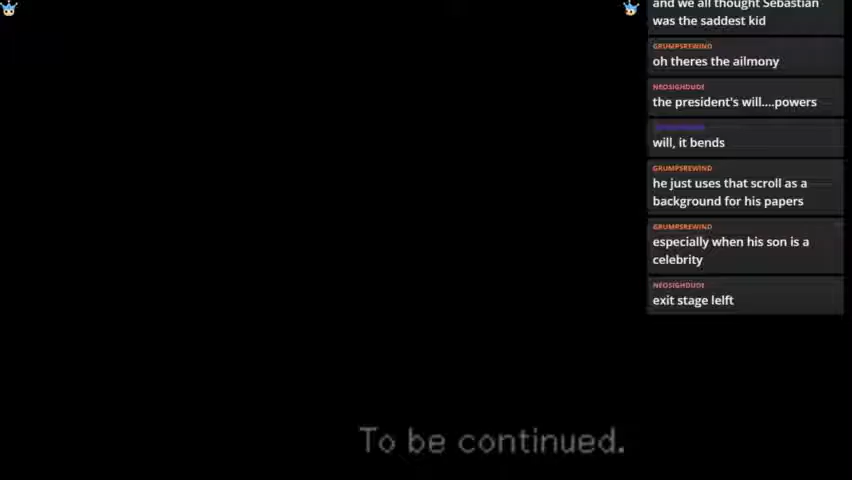 and we all thought Sebastian
was the saddest kid
GRUMPSREWIND
oh theres the ailmony
NEOSIGHDUDE
the president's will....powers
will, it bends
GRUMPSREWIND
he just uses that scroll as a
background for his papers
GRUMPSREWIND
especially when his son is a
celebrity
NEOSIGHDUDE
exit stage lelft
To be continued.